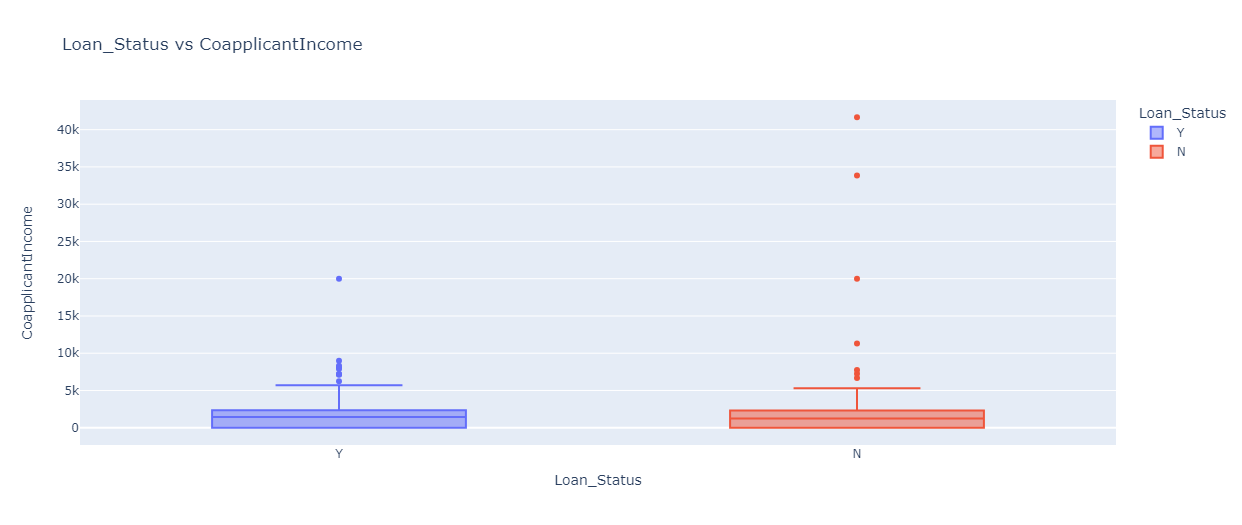 Loan_Status vs CoapplicantIncome
Loan_Status
Y
N
CoapplicantIncome
40k
35k
30k
25k
20k
15k
10k
5k
0
Y N
Loan_Status